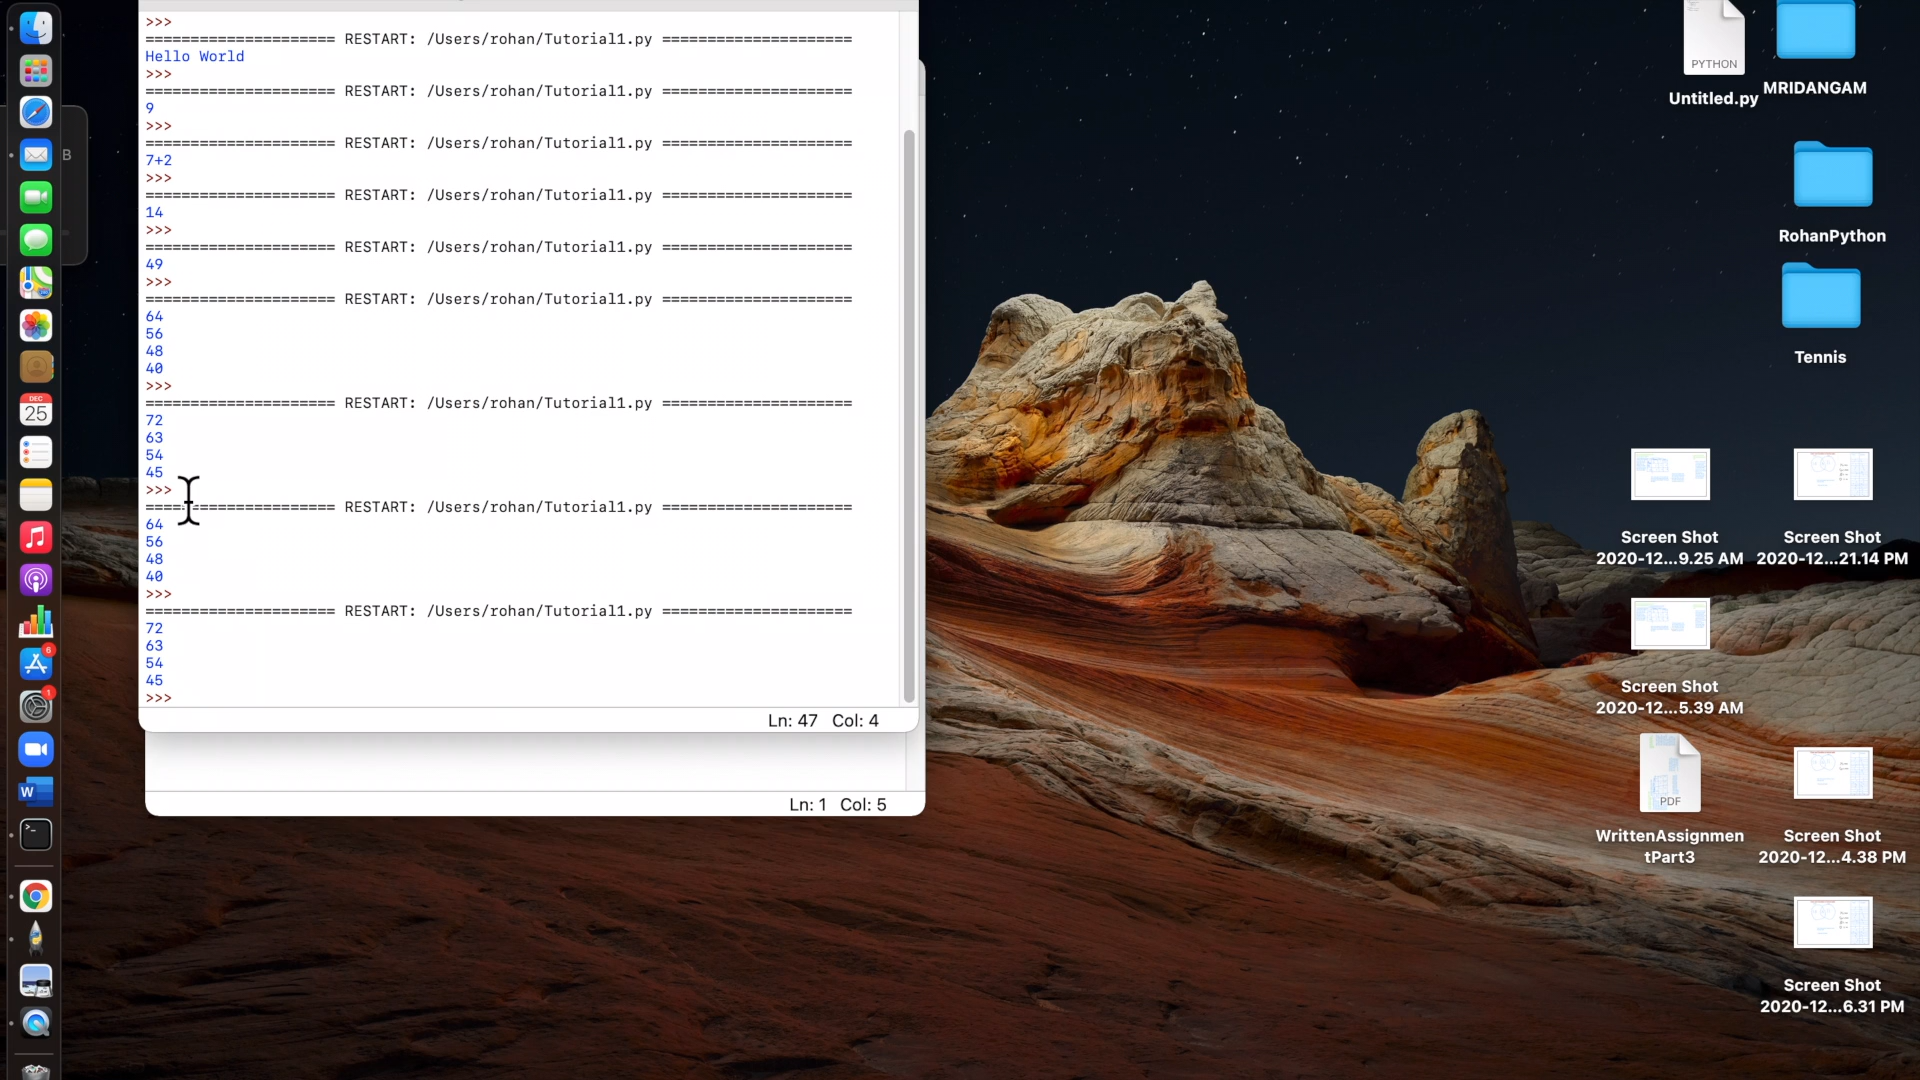 >>>
===================== RESTART: /Users/rohan/Tutorial1.py =====================
Hello World
>>>
===================== RESTART: /Users/rohan/Tutorial1.py =====================
9
>>>
===================== RESTART: /Users/rohan/Tutorial1.py =====================
7+2
>>>
===================== RESTART: /Users/rohan/Tutorial1.py =====================
14
>>>
===================== RESTART: /Users/rohan/Tutorial1.py =====================
49
>>>
===================== RESTART: /Users/rohan/Tutorial1.py =====================
64
56
48
40
>>>
===================== RESTART: /Users/rohan/Tutorial1.py =====================
72
63
54
45
>>>
===================== RESTART: /Users/rohan/Tutorial1.py =====================
64
56
48
40
>>>
===================== RESTART: /Users/rohan/Tutorial1.py =====================
72
63
54
45
>>>
Ln: 47 Col: 4
Ln: 1 Col: 5
B
DEC
25
6
1
W
PYTHON
Untitled.py
MRIDANGAM
RohanPython
Tennis
Screen Shot
2020-12...9.25 AM
Screen Shot
2020-12...21.14 PM
Screen Shot
2020-12...5.39 AM
PDF
WrittenAssignmen
tPart3
Screen Shot
2020-12...4.38 PM
Screen Shot
2020-12...6.31 PM